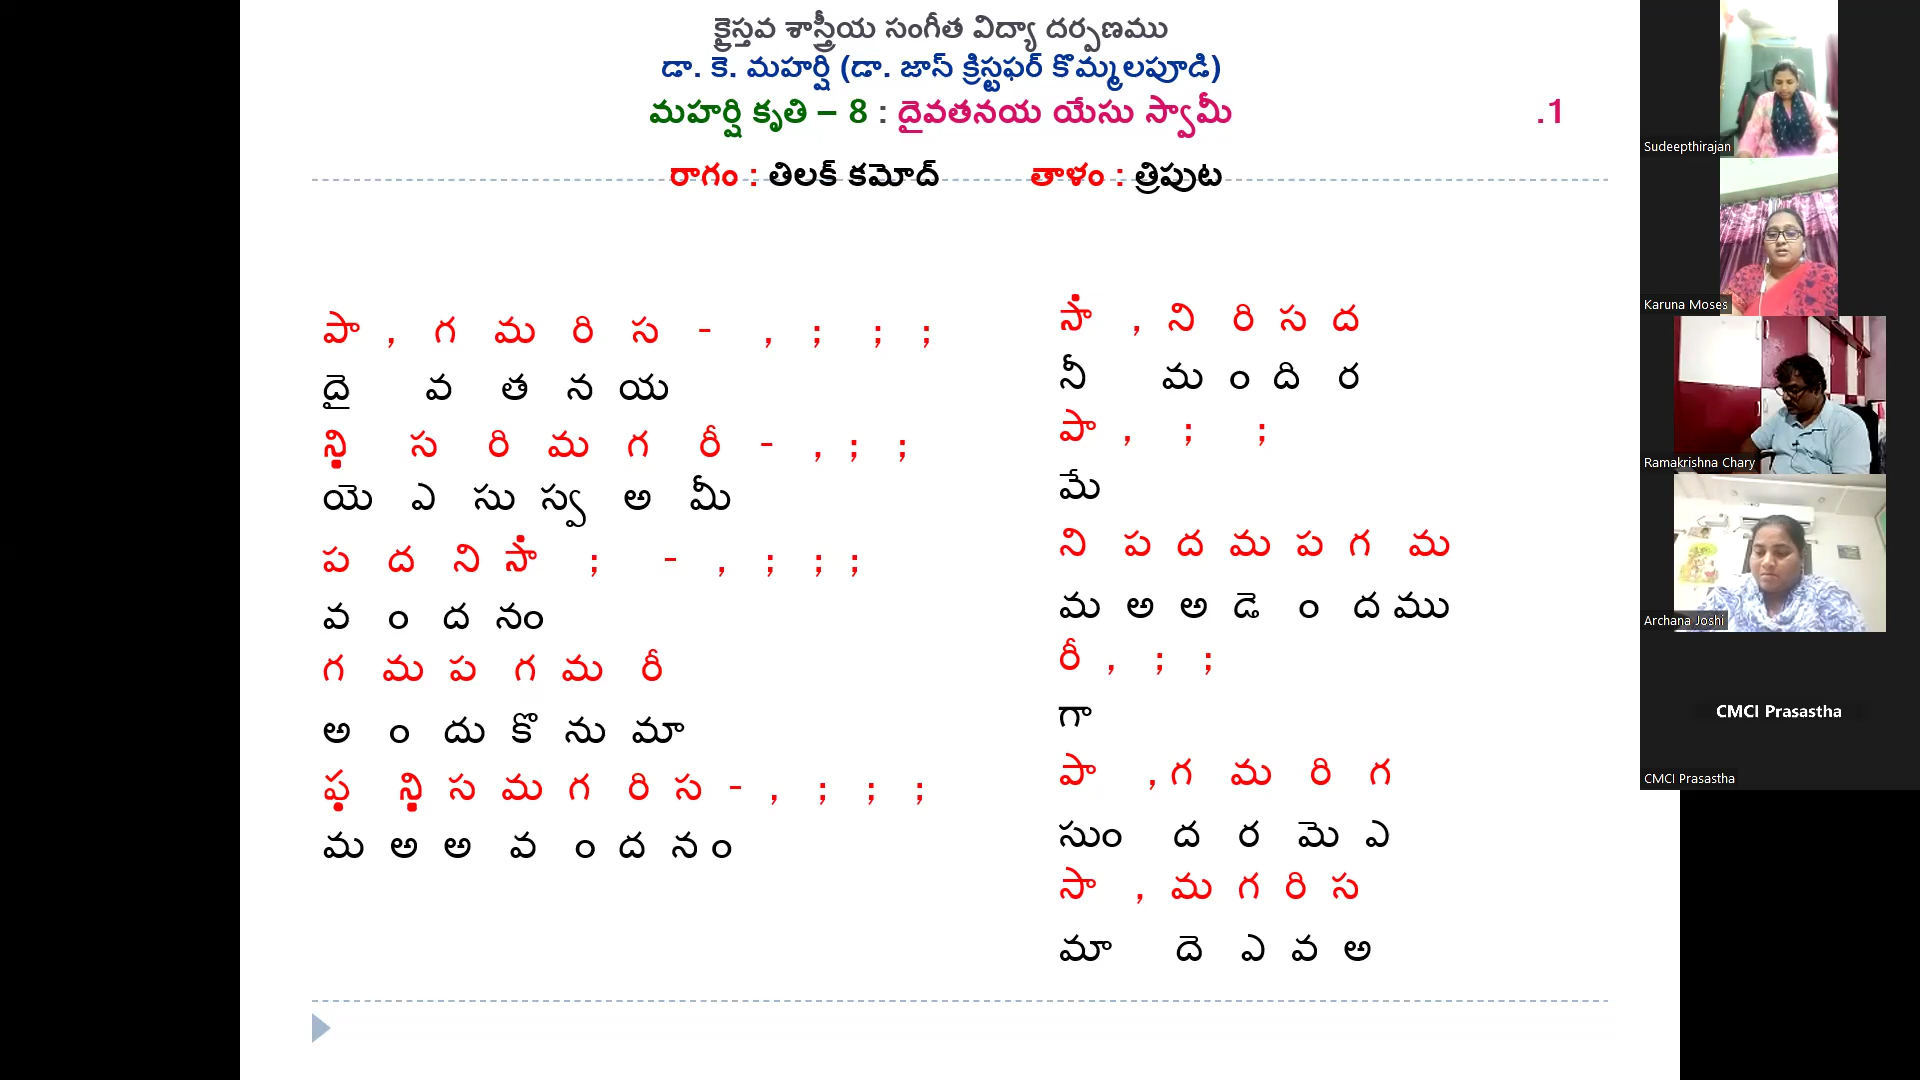 క్రైస్తవ శాస్త్రీయ సంగీత విద్యా దర్పణము
డా. కె. మహర్షి (డా. జాస్ క్రిస్టఫర్ కొమ్మలపూడి)
మహర్షి కృతి – 8 : దైవతనయ యేసు స్వామీ .1
రాగం : తిలక్ కమోద్ తాళం : త్రిపుట
పా , గ మ రి స - , ; ; ;
దై వ త న య
ని స రి మ గ రీ - , ; ;
యె ఎ సు స్వ అ మీ
ప ద ని సా ; - , ; ; ;
వ ం ద నం
గ మ ప గ మ రీ
అ ం దు కొ ను మా
ప ని స మ గ రి స - , ; ; ;
మ అ అ వ ం ద న ం
సా , ని రి స ద
నీ మ ం ది ర
పా , ; ;
మే
ని ప ద మ ప గ మ
మ అ అ డె ం ద ము
రీ , ; ;
గా
పా , గ మ రి గ
సుం ద ర మె ఎ
సా , మ గ రి స
మా దె ఎ వ అ
Sudeepthirajan
Karuna Moses
Ramakrishna Chary
Archana Joshi
CMCI Prasastha
CMCI Prasastha